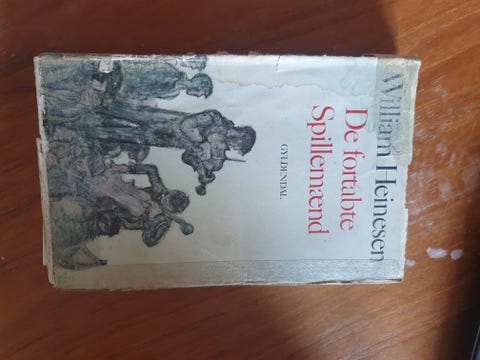 William Heinesen
De fortabte
Spillemænd
GYLDENDAL